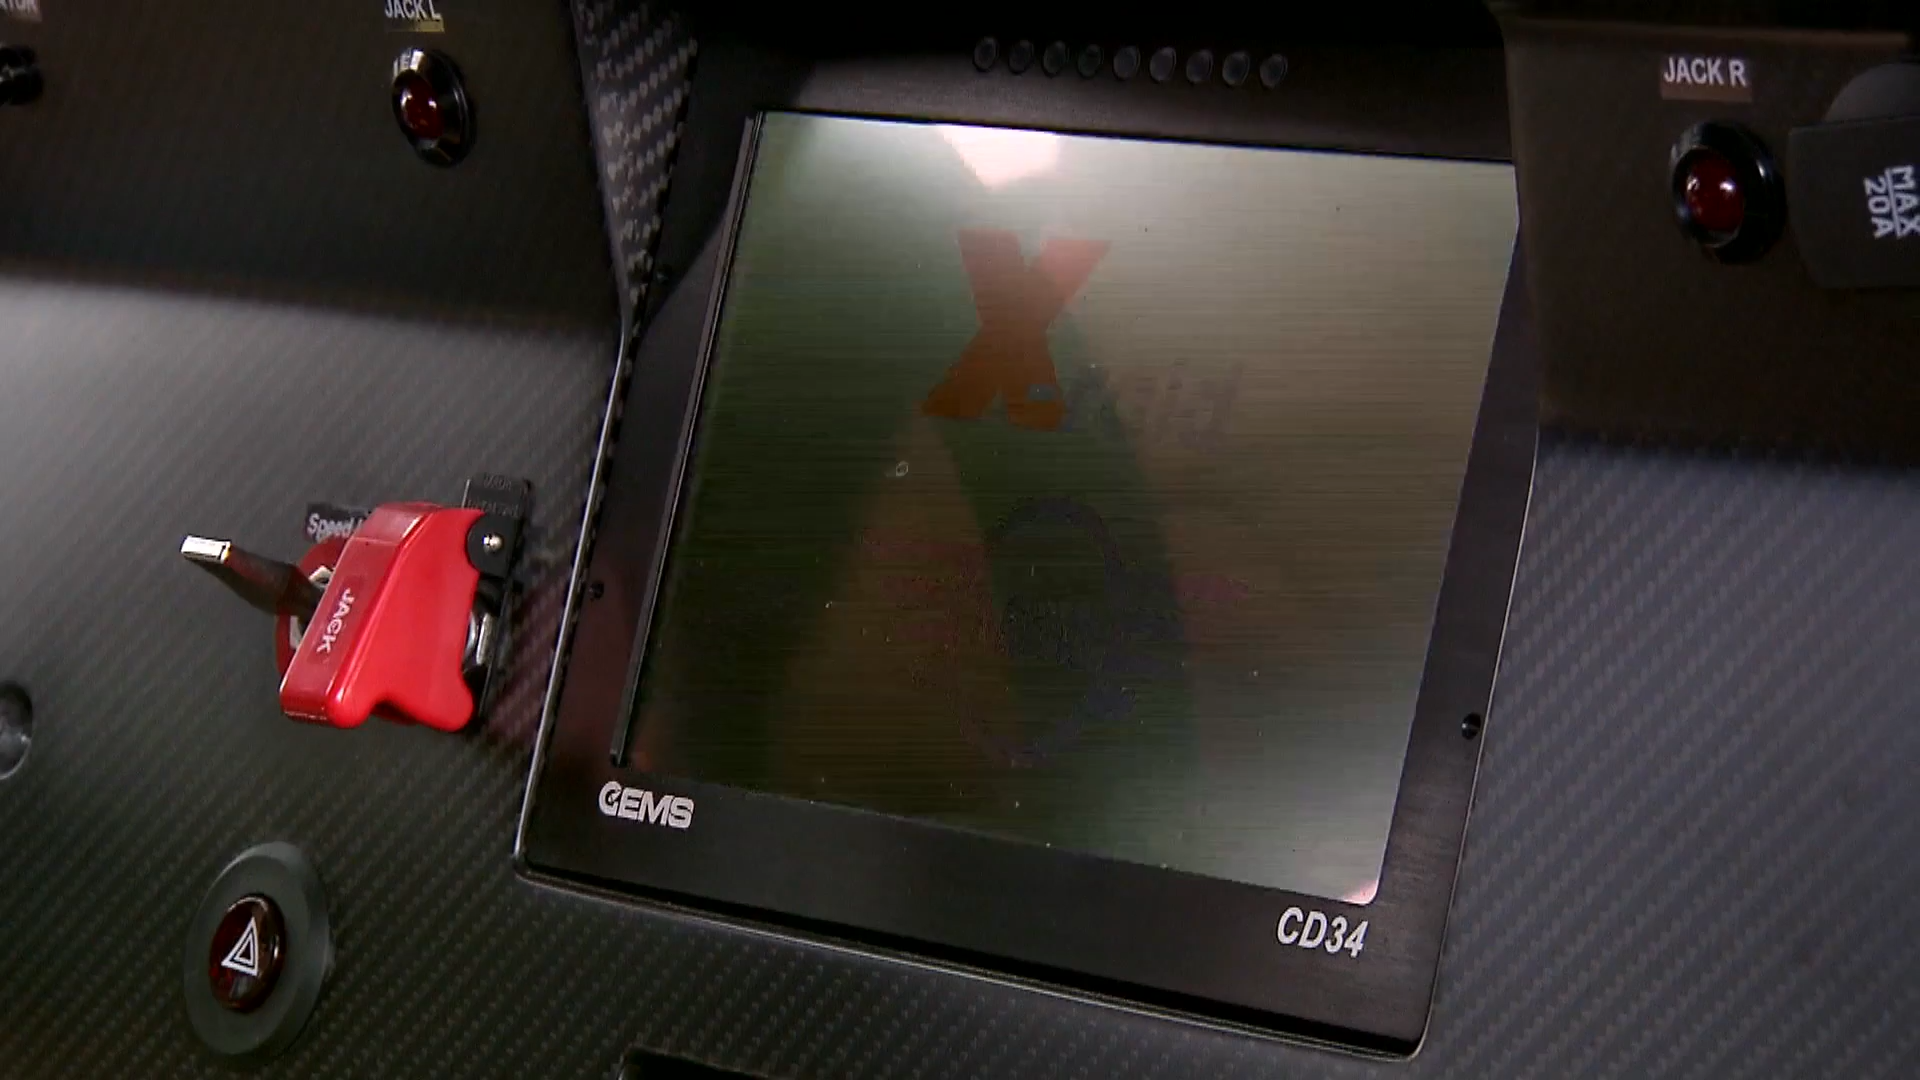 JACK L
JACK R
MAX
20A
Speed
JACK
GEMS
CD34